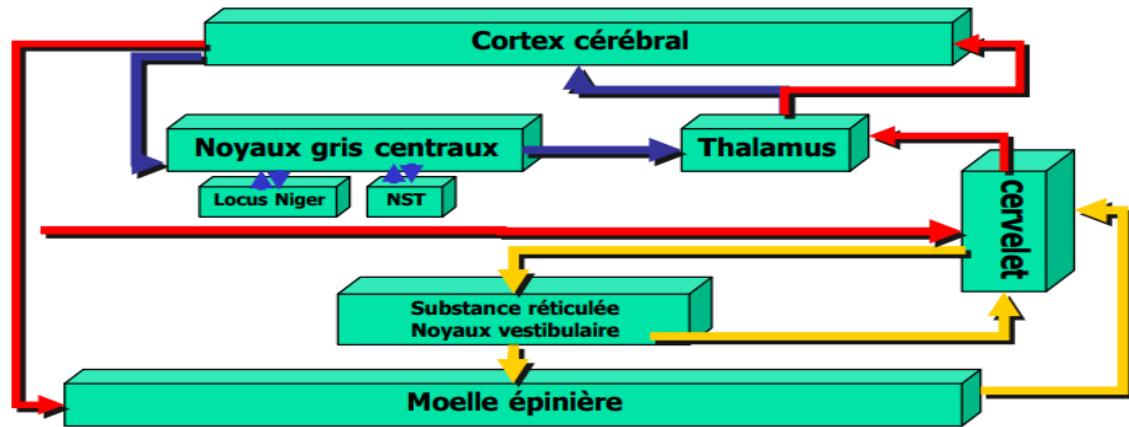 Cortex cérébral
Noyaux gris centraux
Thalamus
Locus Niger
NST
cervelet
Substance réticulée
Noyaux vestibulaire
Moelle épinière